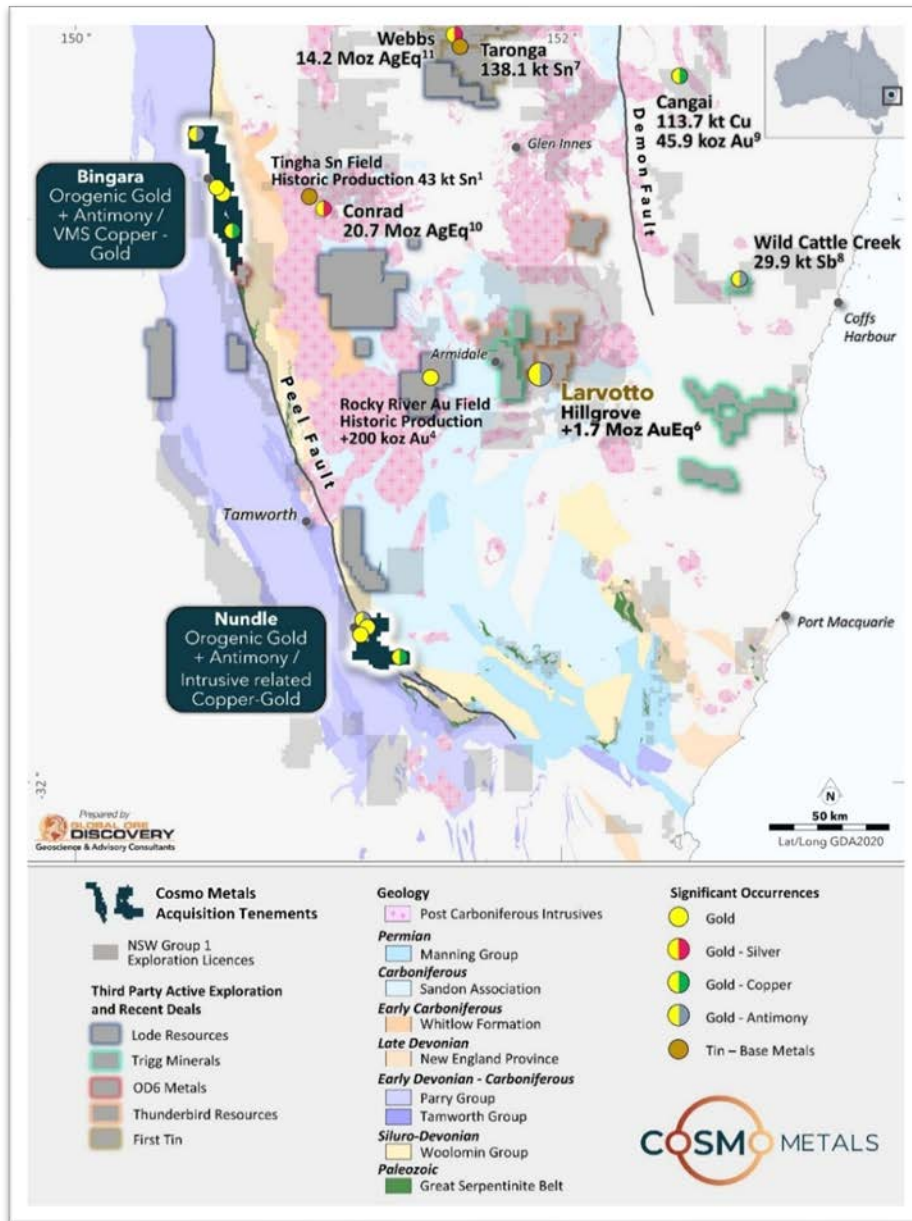 150 °
152 °
Webbs
14.2 Moz AgEq11
Taronga
138.1 kt Sn7
Cangai
113.7 kt Cu
45.9 koz Au9
Demon Fault
Glen Innes
Tingha Sn Field
Historic Production 43 kt Sn1
Conrad
20.7 Moz AgEq10
Bingara
Orogenic Gold
+ Antimony /
VMS Copper -
Gold
Wild Cattle Creek
29.9 kt Sb8
Coffs
Harbour
Armidale
Larvotto
Hillgrove
+1.7 Moz AuEq6
Rocky River Au Field
Historic Production
+200 koz Au4
Peel Fault
Tamworth
Nundle
Orogenic Gold
+ Antimony /
Intrusive related
Copper-Gold
Port Macquarie
-32 °
Prepared by
GLOBAL ORE
DISCOVERY
Geoscience & Advisory Consultants
N
50 km
Lat/Long GDA2020
Cosmo Metals
Acquisition Tenements
NSW Group 1
Exploration Licences
Third Party Active Exploration
and Recent Deals
Lode Resources
Trigg Minerals
OD6 Metals
Thunderbird Resources
First Tin
Geology
Post Carboniferous Intrusives
Permian
Manning Group
Carboniferous
Sandon Association
Early Carboniferous
Whitlow Formation
Late Devonian
New England Province
Early Devonian - Carboniferous
Parry Group
Tamworth Group
Siluro-Devonian
Woolomin Group
Paleozoic
Great Serpentinite Belt
Significant Occurrences
Gold
Gold - Silver
Gold - Copper
Gold - Antimony
Tin – Base Metals
COSMO METALS